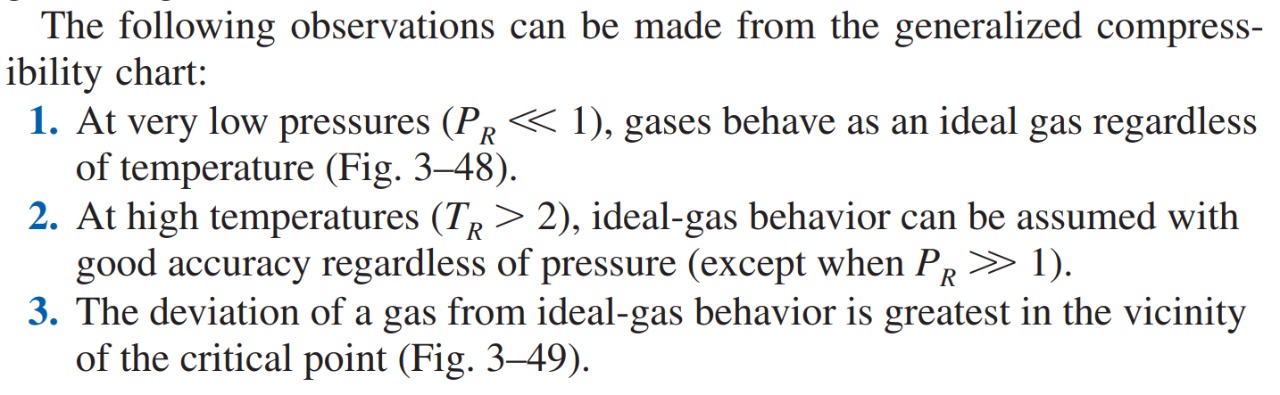 The following observations can be made from the generalized compress-
ibility chart:
1. At very low pressures (P_R << 1), gases behave as an ideal gas regardless
of temperature (Fig. 3–48).
2. At high temperatures (T_R > 2), ideal-gas behavior can be assumed with
good accuracy regardless of pressure (except when P_R >> 1).
3. The deviation of a gas from ideal-gas behavior is greatest in the vicinity
of the critical point (Fig. 3–49).